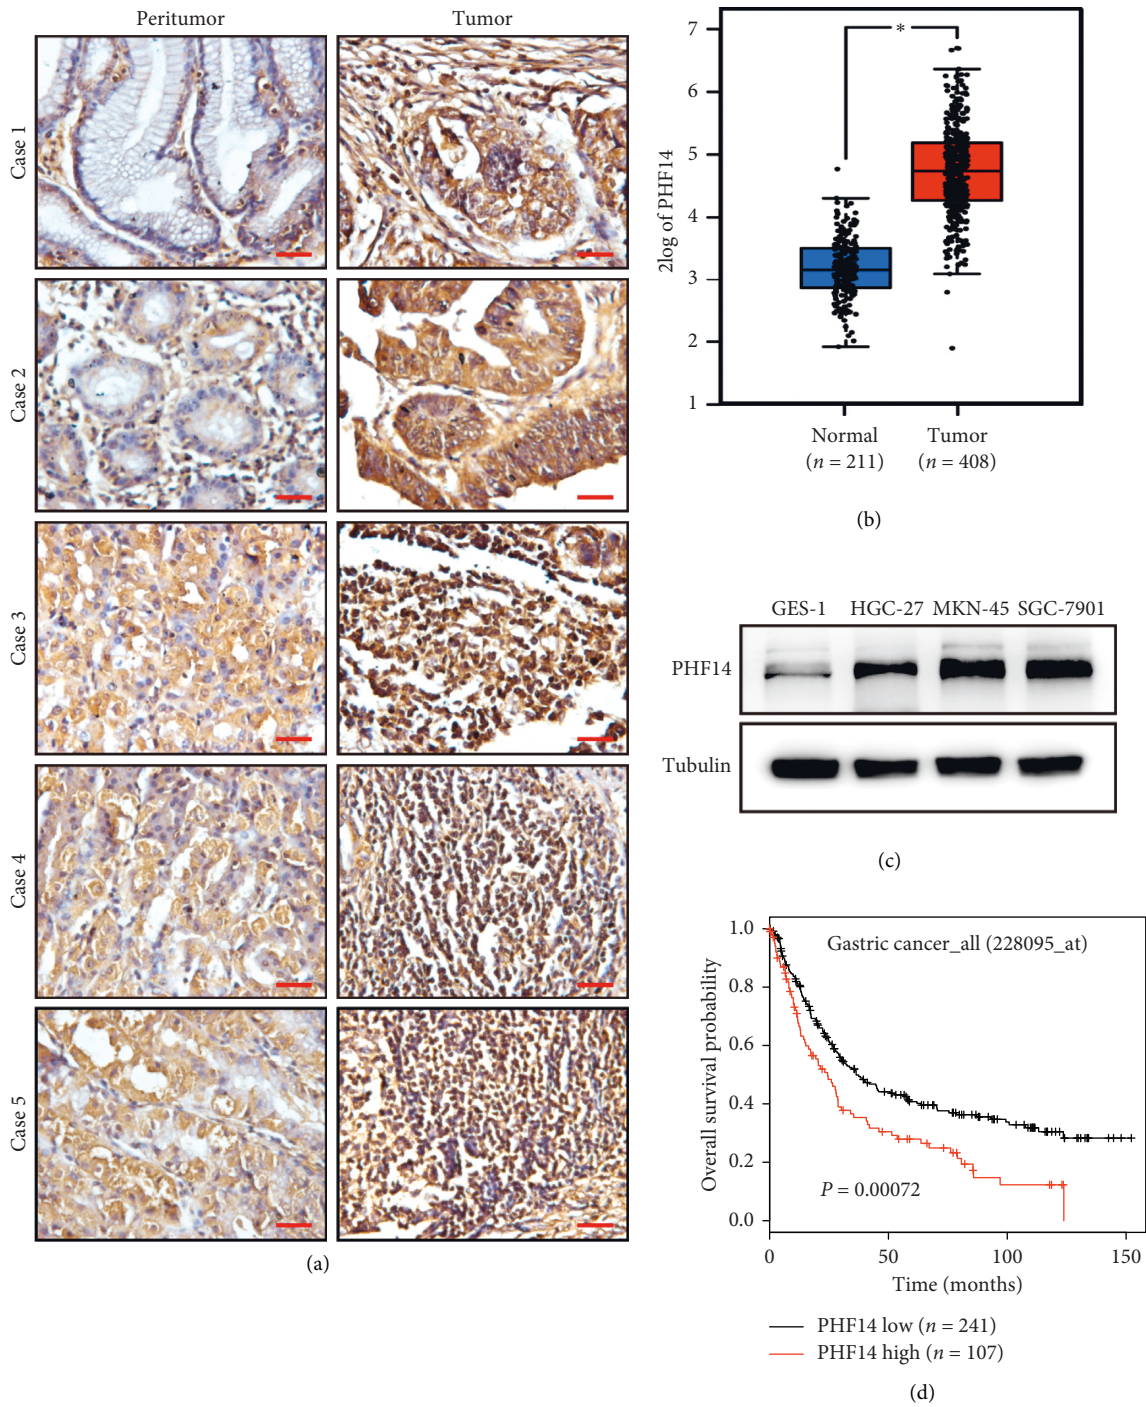 Peritumor
Tumor
Case 1
Case 2
Case 3
Case 4
Case 5
(a)
7
6
5
4
3
2
1
2log of PHF14
*
Normal
(n = 211)
Tumor
(n = 408)
(b)
GES-1 HGC-27 MKN-45 SGC-7901
PHF14
Tubulin
(c)
Gastric cancer_all (228095_at)
1.0
0.8
0.6
0.4
0.2
0.0
Overall survival probability
P = 0.00072
0 50 100 150
Time (months)
PHF14 low (n = 241)
PHF14 high (n = 107)
(d)